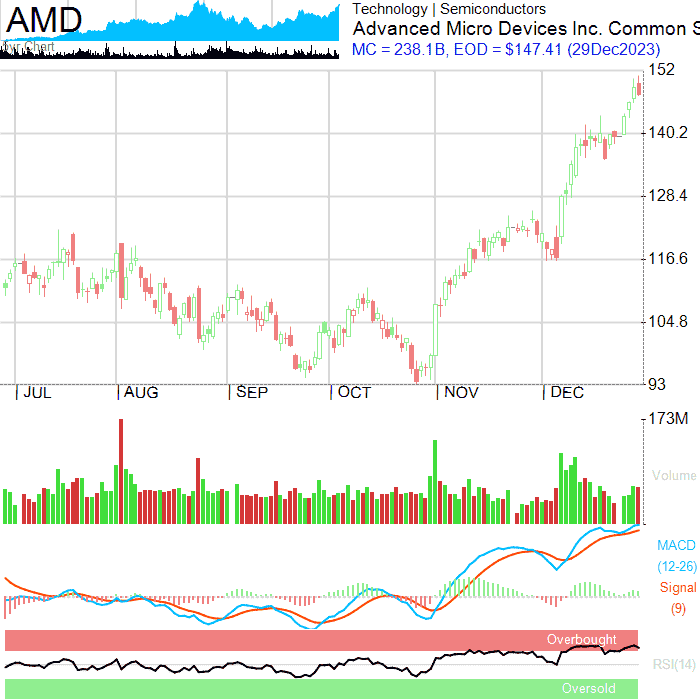 AMD
Technology | Semiconductors
Advanced Micro Devices Inc. Common S
MC = 238.1B, EOD = $147.41 (29Dec2023)
5yr Chart
152
140.2
128.4
116.6
104.8
93
JUL AUG SEP OCT NOV DEC
173M
Volume
MACD
(12-26)
Signal
(9)
Overbought
RSI(14)
Oversold